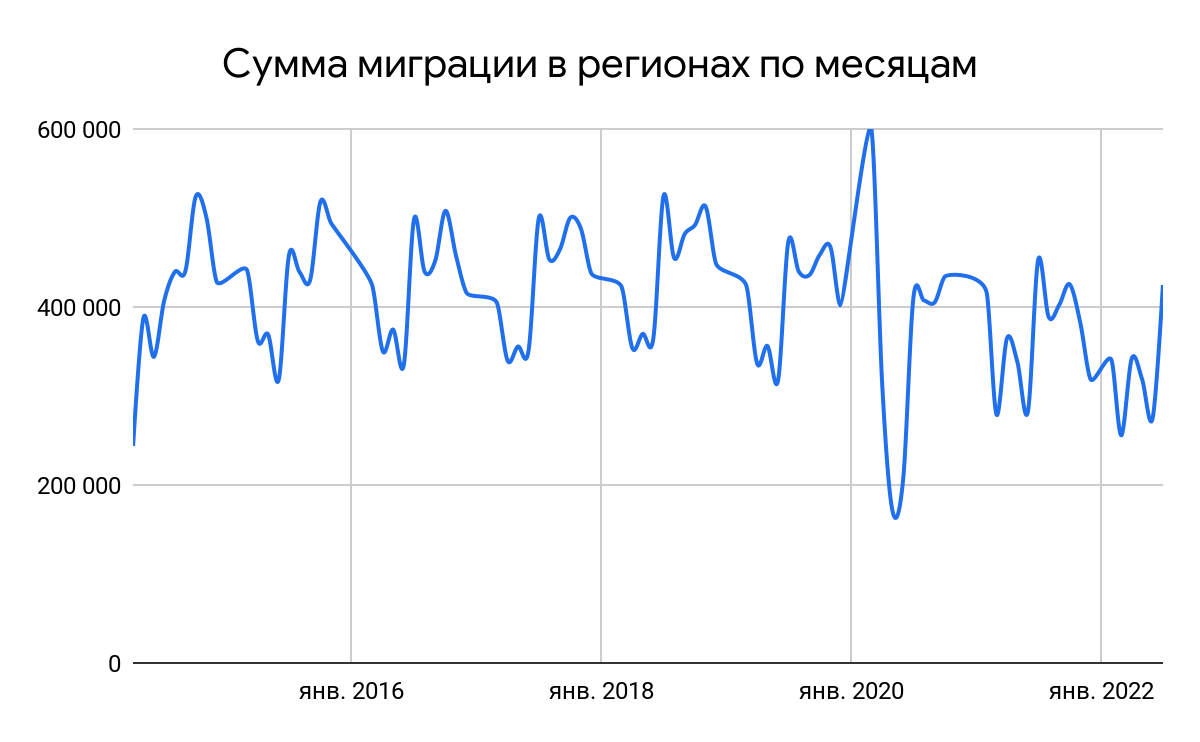 Сумма миграции в регионах по месяцам
600 000
400 000
200 000
0
янв. 2016
янв. 2018
янв. 2020
янв. 2022